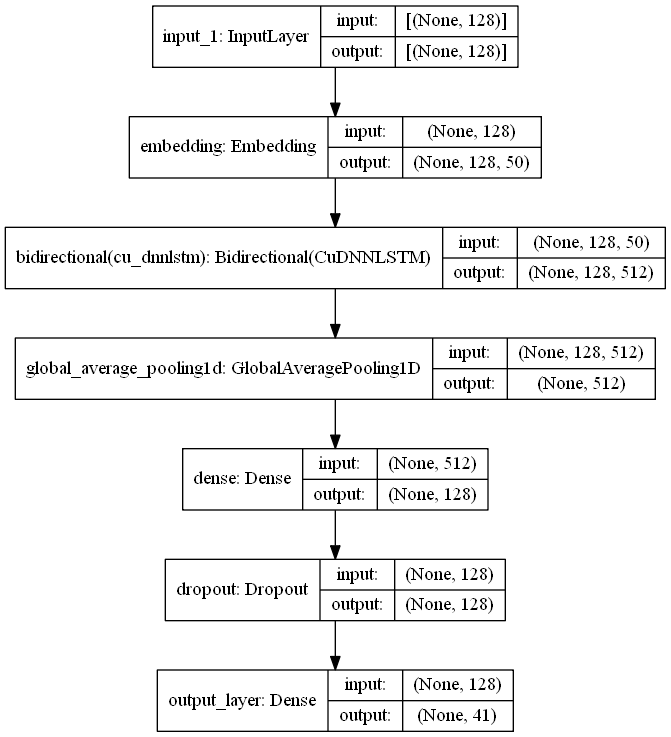 input_1: InputLayer
input: [(None, 128)]
output: [(None, 128)]
embedding: Embedding
input: (None, 128)
output: (None, 128, 50)
bidirectional(cu_dnnlstm): Bidirectional(CuDNNLSTM)
input: (None, 128, 50)
output: (None, 128, 512)
global_average_pooling1d: GlobalAveragePooling1D
input: (None, 128, 512)
output: (None, 512)
dense: Dense
input: (None, 512)
output: (None, 128)
dropout: Dropout
input: (None, 128)
output: (None, 128)
output_layer: Dense
input: (None, 128)
output: (None, 41)